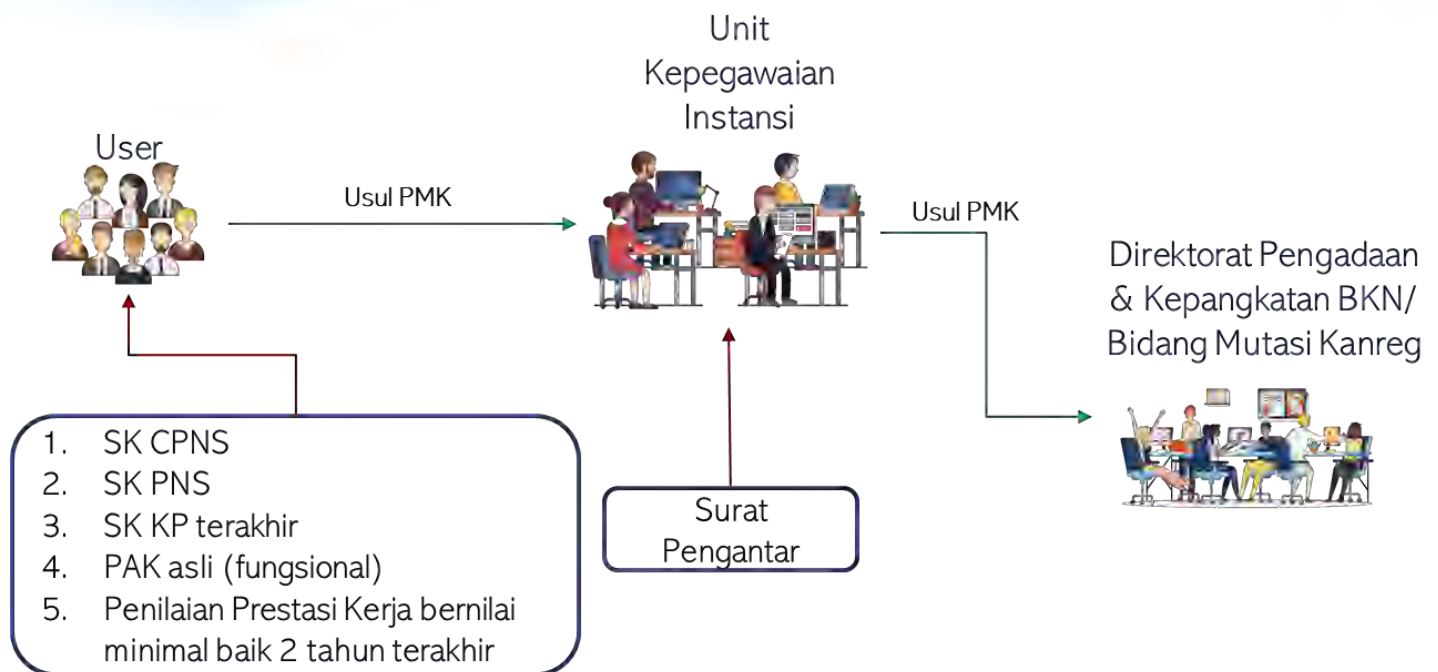 Unit
Kepegawaian
Instansi
User
Usul PMK
Usul PMK
Direktorat Pengadaan
& Kepangkatan BKN/
Bidang Mutasi Kanreg
1. SK CPNS
2. SK PNS
3. SK KP terakhir
4. PAK asli (fungsional)
5. Penilaian Prestasi Kerja bernilai
minimal baik 2 tahun terakhir
Surat
Pengantar